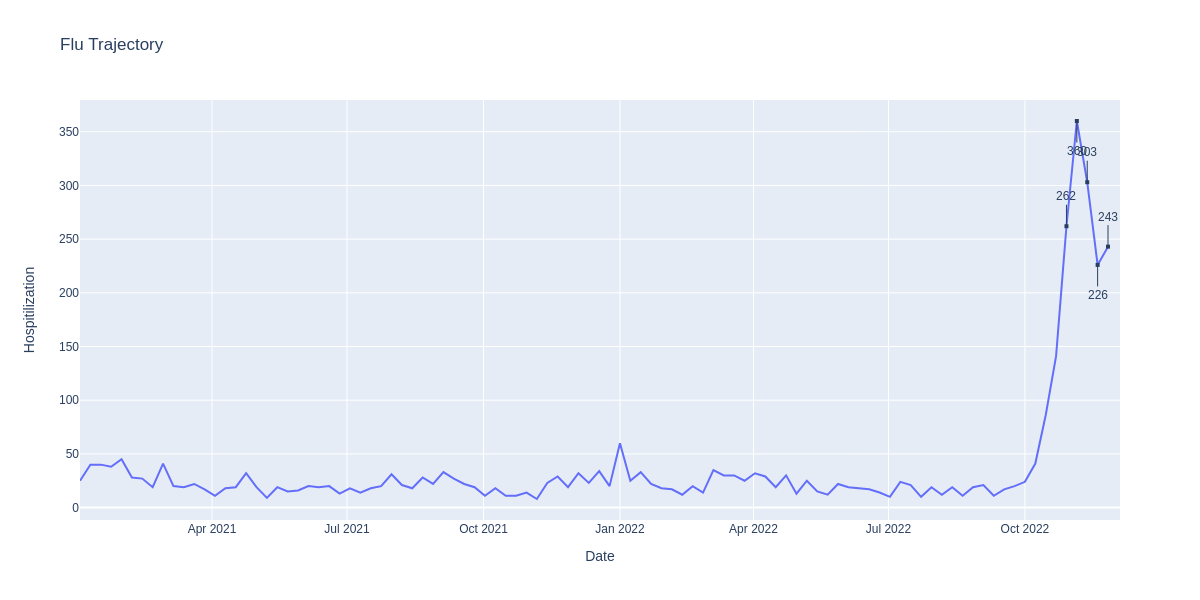 Flu Trajectory
350
300
250
200
150
100
50
0
Hospitilization
360
303
262
243
226
Apr 2021
Jul 2021
Oct 2021
Jan 2022
Apr 2022
Jul 2022
Oct 2022
Date